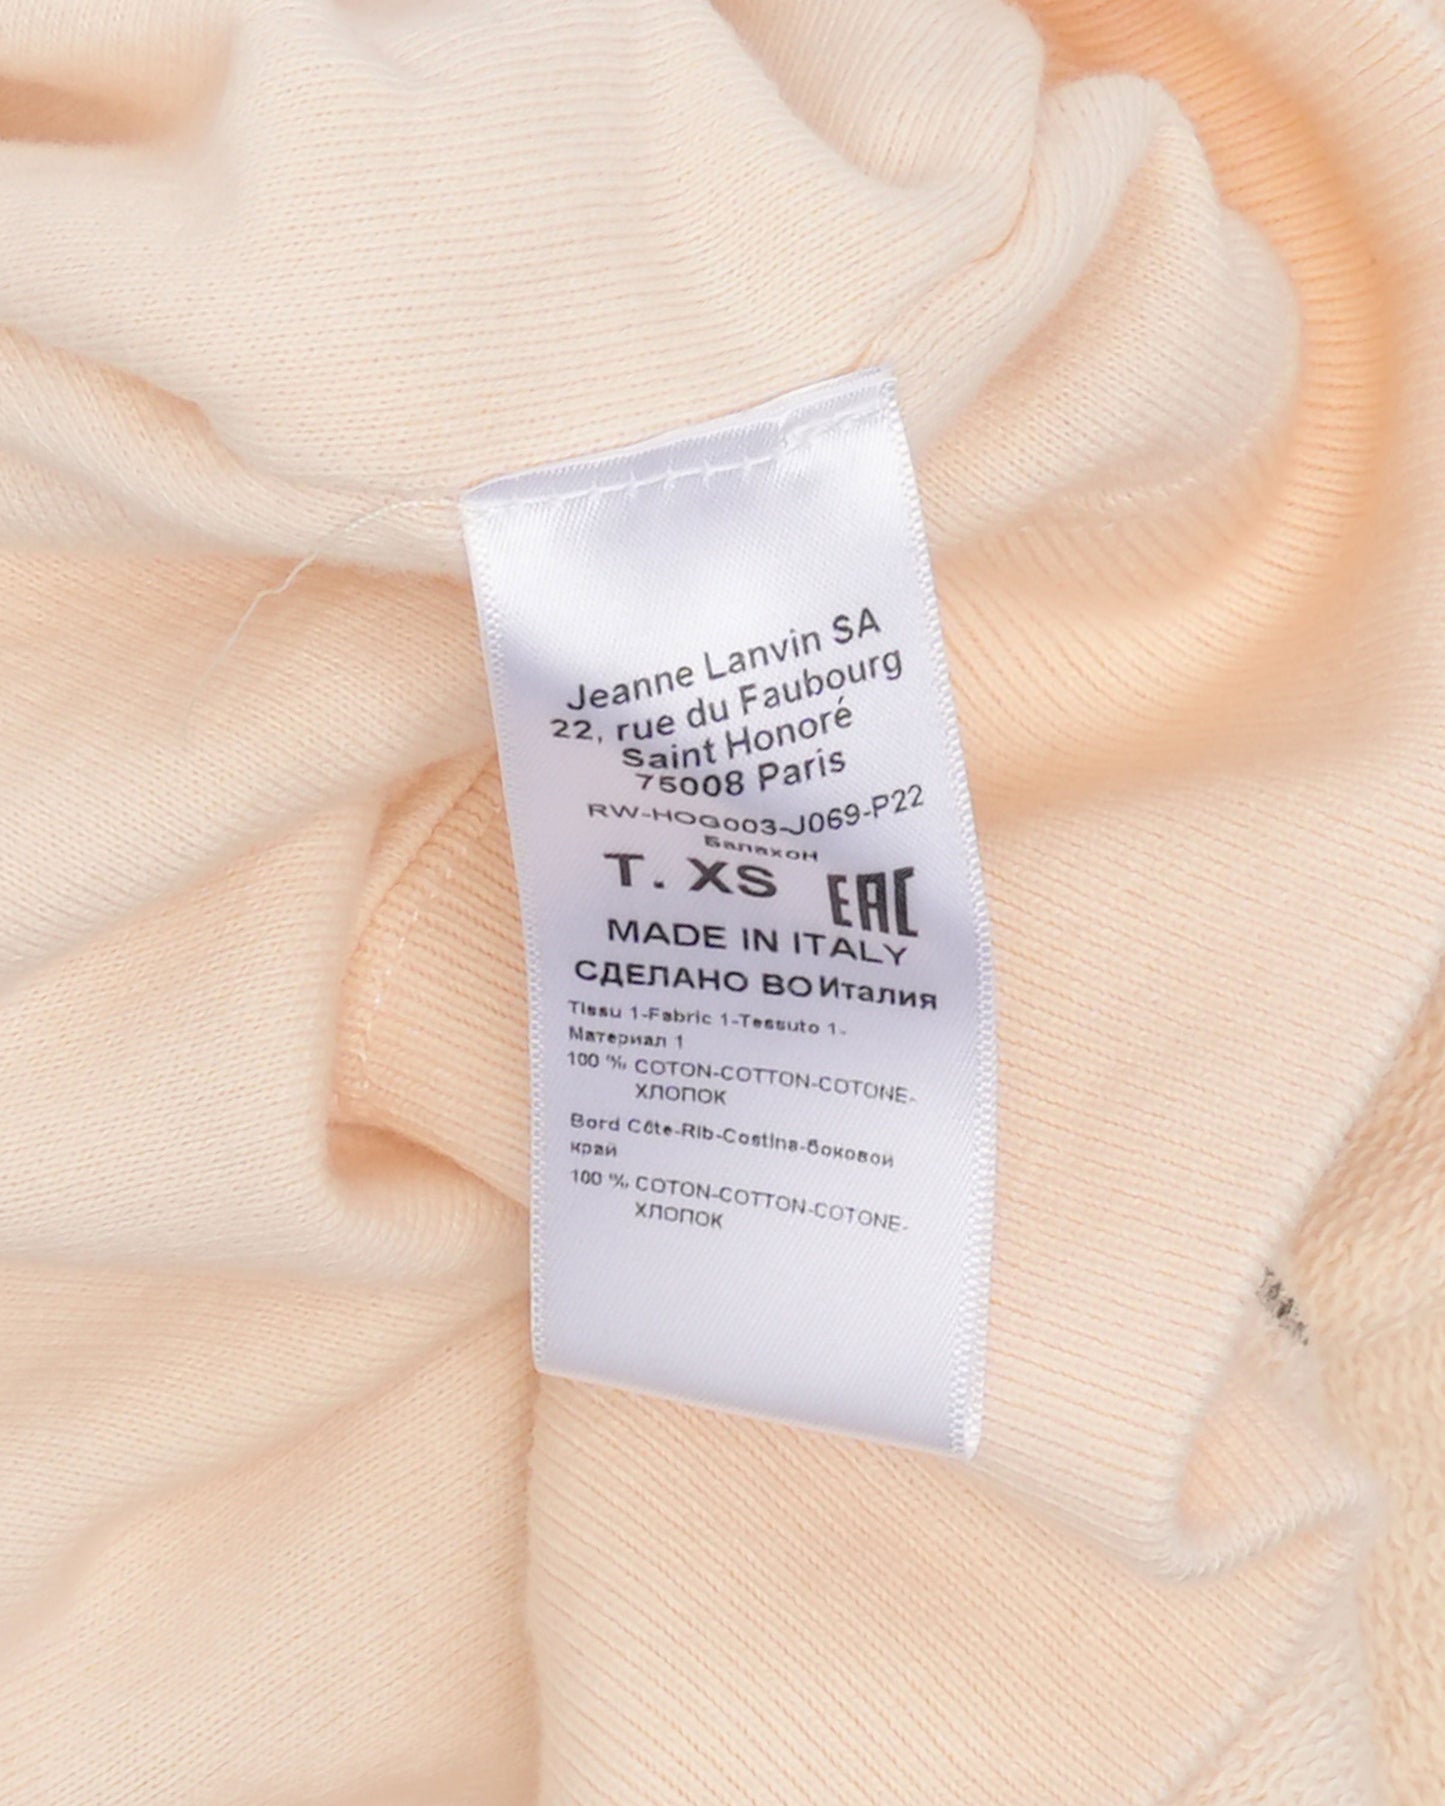 Jeanne Lanvin SA
22, rue du Faubourg
Saint Honoré
75008 Paris
RW-HOG003-J069-P22
Балахон
T. XS EAC
MADE IN ITALY
СДЕЛАНО ВО Италия
Tissu 1-Fabric 1-Tessuto 1-
Материал 1
100 % COTON-COTTON-COTONE-
ХЛОПОК
Bord Côte-Rib-Costina-боковой
край
100 % COTON-COTTON-COTONE-
ХЛОПОК